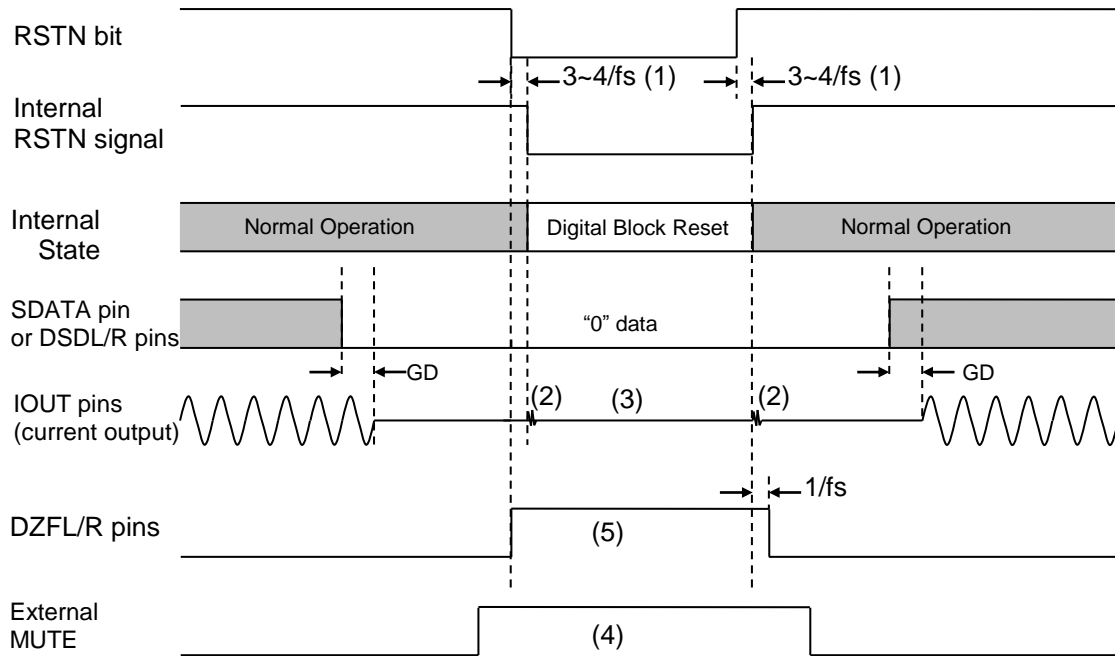 RSTN bit
3~4/fs (1)
3~4/fs (1)
Internal
RSTN signal
Internal
State
Normal Operation
Digital Block Reset
Normal Operation
SDATA pin
or DSDL/R pins
“0” data
GD
GD
IOUT pins
(current output)
(2)
(3)
(2)
1/fs
DZFL/R pins
(5)
External
MUTE
(4)